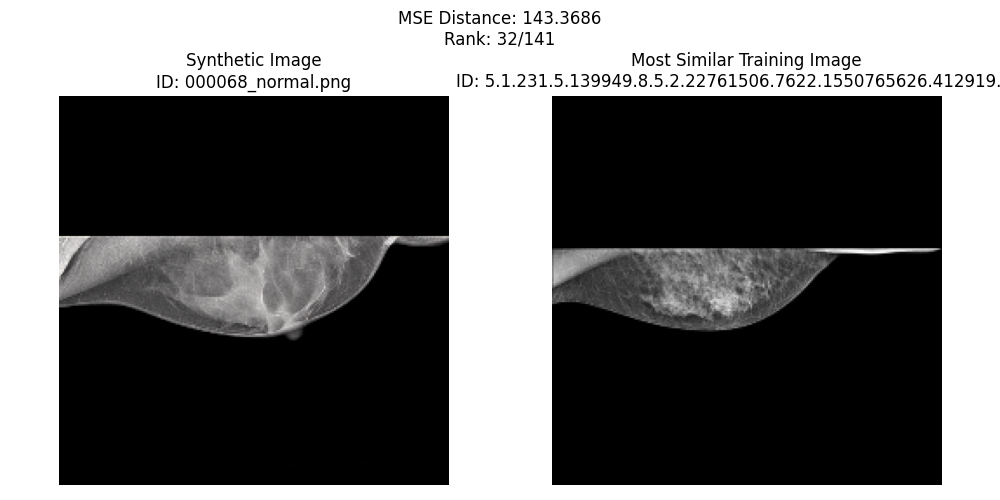 MSE Distance: 143.3686
Rank: 32/141
Synthetic Image
ID: 000068_normal.png
Most Similar Training Image
ID: 5.1.231.5.139949.8.5.2.22761506.7622.1550765626.412919.